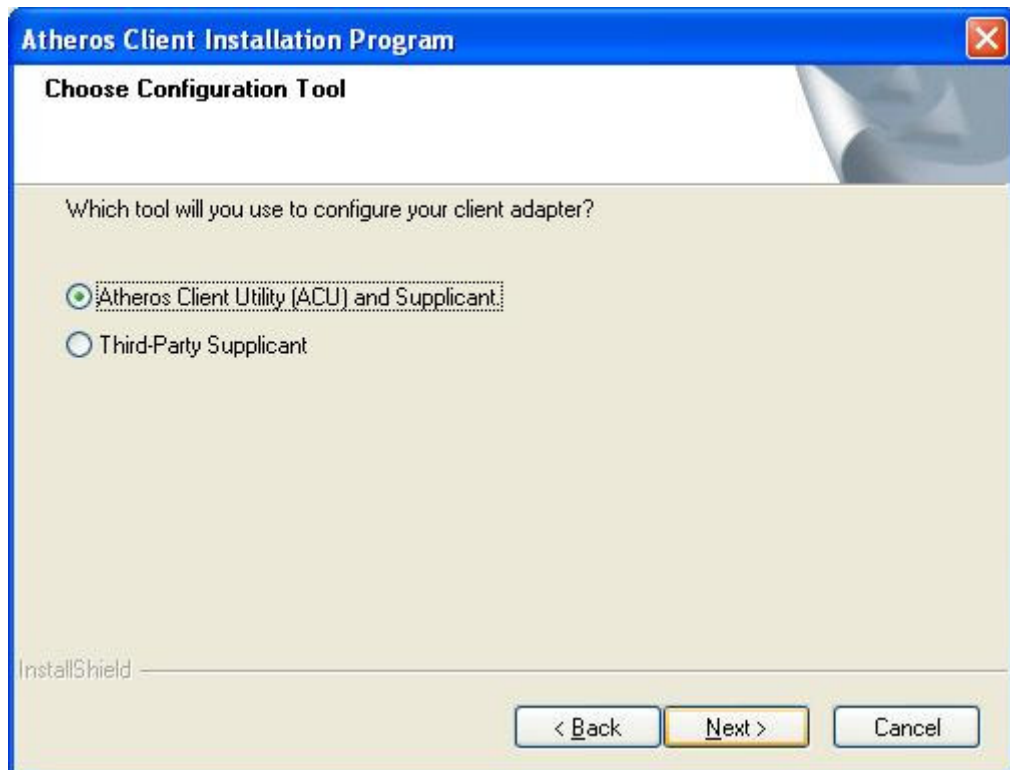 Atheros Client Installation Program
Choose Configuration Tool
Which tool will you use to configure your client adapter?
Atheros Client Utility (ACU) and Supplicant.
Third-Party Supplicant
InstallShield
< Back Next > Cancel